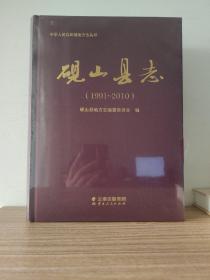 中华人民共和国地方志丛书
砚山县志
(1991-2010)
砚山县地方志编纂委员会 编
云南出版集团
云南人民出版社